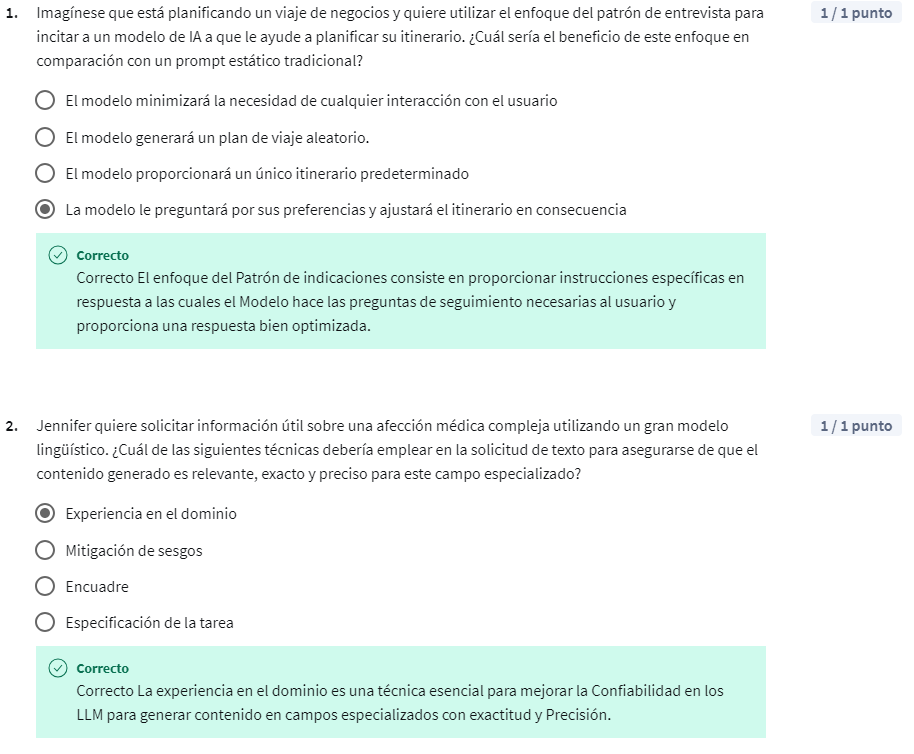 1. Imagínese que está planificando un viaje de negocios y quiere utilizar el enfoque del patrón de entrevista para
1 / 1 punto
incitar a un modelo de IA a que le ayude a planificar su itinerario. ¿Cuál sería el beneficio de este enfoque en
comparación con un prompt estático tradicional?
El modelo minimizará la necesidad de cualquier interacción con el usuario
El modelo generará un plan de viaje aleatorio.
El modelo proporcionará un único itinerario predeterminado
La modelo le preguntará por sus preferencias y ajustará el itinerario en consecuencia
Correcto
Correcto El enfoque del Patrón de indicaciones consiste en proporcionar instrucciones específicas en
respuesta a las cuales el Modelo hace las preguntas de seguimiento necesarias al usuario y
proporciona una respuesta bien optimizada.
2. Jennifer quiere solicitar información útil sobre una afección médica compleja utilizando un gran modelo
1 / 1 punto
lingüístico. ¿Cuál de las siguientes técnicas debería emplear en la solicitud de texto para asegurarse de que el
contenido generado es relevante, exacto y preciso para este campo especializado?
Experiencia en el dominio
Mitigación de sesgos
Encuadre
Especificación de la tarea
Correcto
Correcto La experiencia en el dominio es una técnica esencial para mejorar la Confiabilidad en los
LLM para generar contenido en campos especializados con exactitud y Precisión.